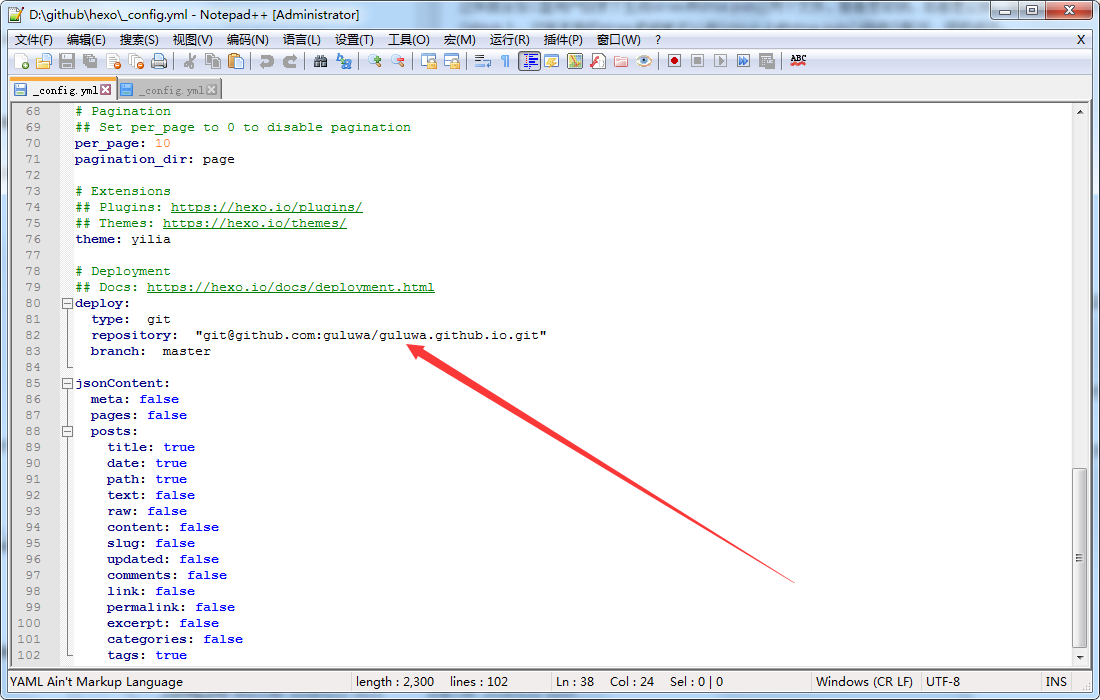 D:\github\hexo\_config.yml - Notepad++ [Administrator]
文件(F) 编辑(E) 搜索(S) 视图(V) 编码(N) 语言(L) 设置(T) 工具(O) 宏(M) 运行(R) 插件(P) 窗口(W) ? X
ABC
_config.yml _config.yml
68 # Pagination
69 ## Set per_page to 0 to disable pagination
70 per_page: 10
71 pagination_dir: page
72
73 # Extensions
74 ## Plugins: https://hexo.io/plugins/
75 ## Themes: https://hexo.io/themes/
76 theme: yilia
77
78 # Deployment
79 ## Docs: https://hexo.io/docs/deployment.html
80 deploy:
81   type:  git
82   repository:  "git@github.com:guluwa/guluwa.github.io.git"
83   branch:  master
84
85 jsonContent:
86   meta: false
87   pages: false
88   posts:
89     title: true
90     date: true
91     path: true
92     text: false
93     raw: false
94     content: false
95     slug: false
96     updated: false
97     comments: false
98     link: false
99     permalink: false
100     excerpt: false
101     categories: false
102     tags: true
YAML Ain't Markup Language length : 2,300 lines : 102 Ln : 38 Col : 24 Sel : 0 | 0 Windows (CR LF) UTF-8 INS